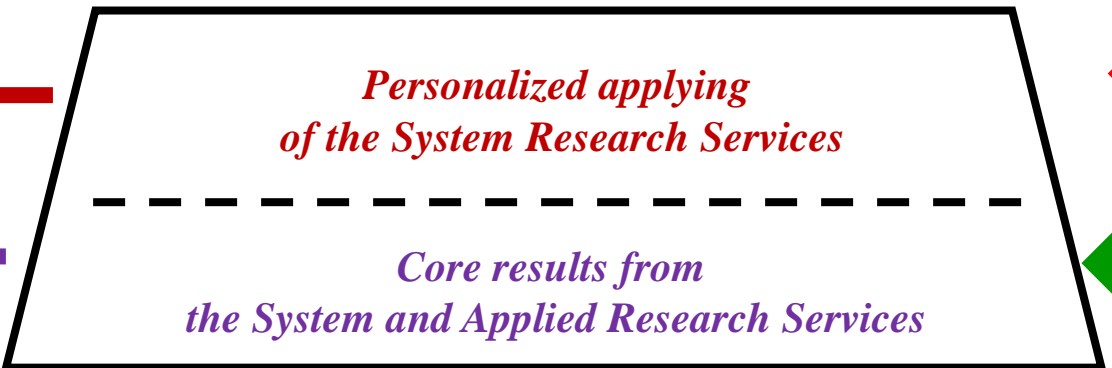 Personalized applying
of the System Research Services
Core results from
the System and Applied Research Services